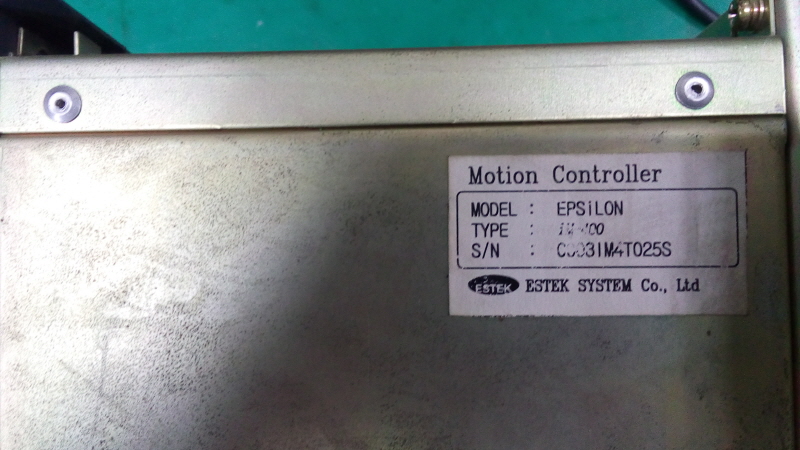 Motion Controller
MODEL : EPSiLON
TYPE :
S/N :
ESTEK ESTEK SYSTEM Co., Ltd